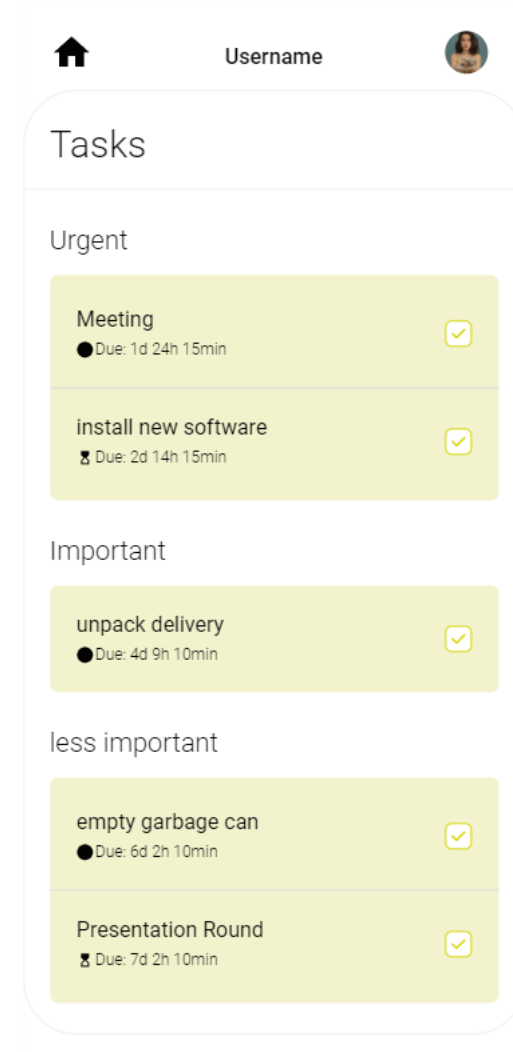 Username
Tasks
Urgent
Meeting
Due: 1d 24h 15min
install new software
Due: 2d 14h 15min
Important
unpack delivery
Due: 4d 9h 10min
less important
empty garbage can
Due: 6d 2h 10min
Presentation Round
Due: 7d 2h 10min